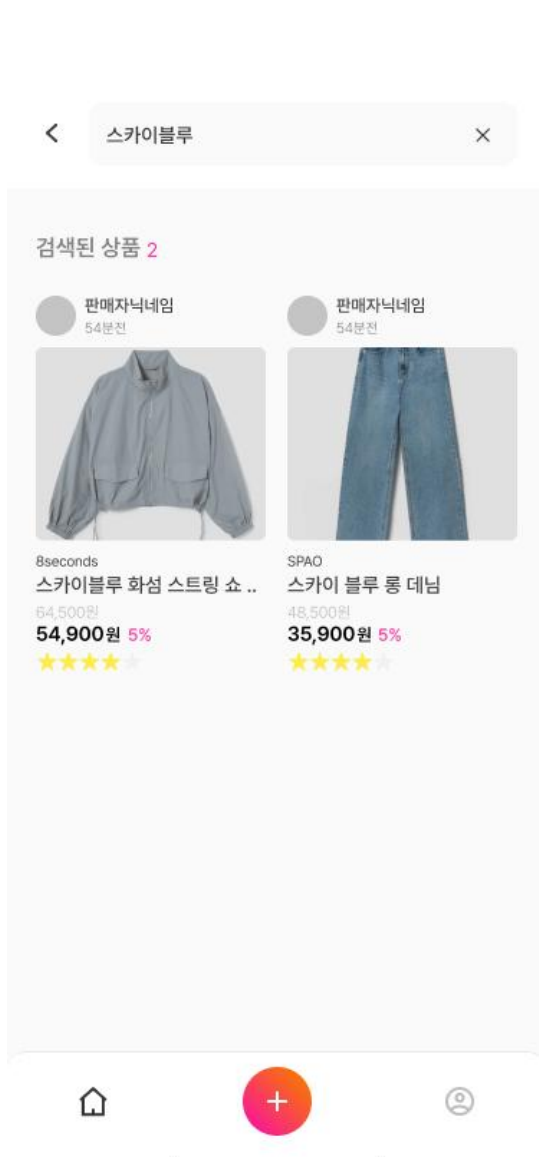 스카이블루
검색된 상품 2
판매자닉네임
54분전
8seconds
스카이블루 화섬 스트링 쇼 ..
64,500원
54,900원 5%
판매자닉네임
54분전
SPAO
스카이 블루 롱 데님
48,500원
35,900원 5%